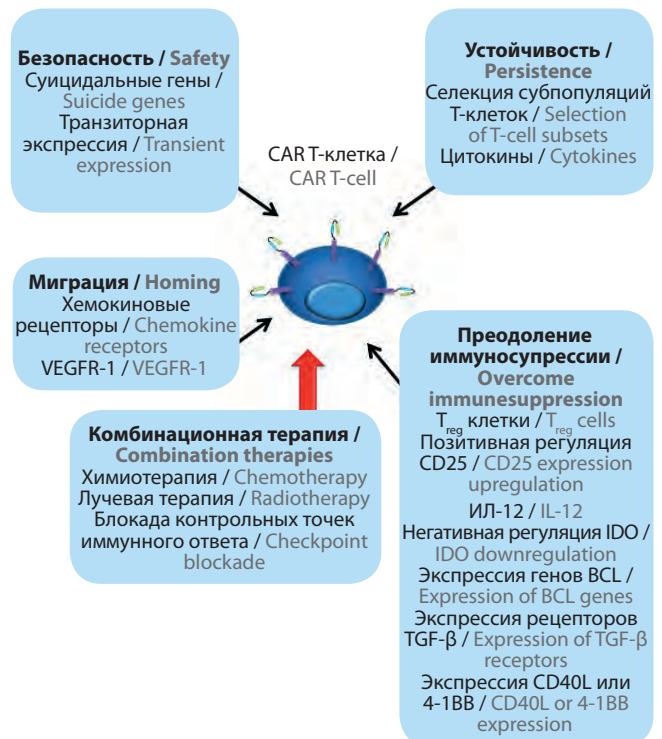 Безопасность / Safety
Суицидальные гены /
Suicide genes
Транзиторная
экспрессия / Transient
expression
Устойчивость /
Persistence
Селекция субпопуляций
Т-клеток / Selection
of T-cell subsets
Цитокины / Cytokines
CAR Т-клетка /
CAR T-cell
Миграция / Homing
Хемокиновые
рецепторы / Chemokine
receptors
VEGFR-1 / VEGFR-1
Преодоление
иммуносупрессии /
Overcome
immunesuppression
Treg клетки / Treg cells
Позитивная регуляция
CD25 / CD25 expression
upregulation
ИЛ-12 / IL-12
Негативная регуляция IDO /
IDO downregulation
Экспрессия генов BCL /
Expression of BCL genes
Экспрессия рецепторов
TGF-β / Expression of TGF-β
receptors
Экспрессия CD40L или
4-1BB / CD40L or 4-1BB
expression
Комбинационная терапия /
Combination therapies
Химиотерапия / Chemotherapy
Лучевая терапия / Radiotherapy
Блокада контрольных точек
иммунного ответа / Checkpoint
blockade